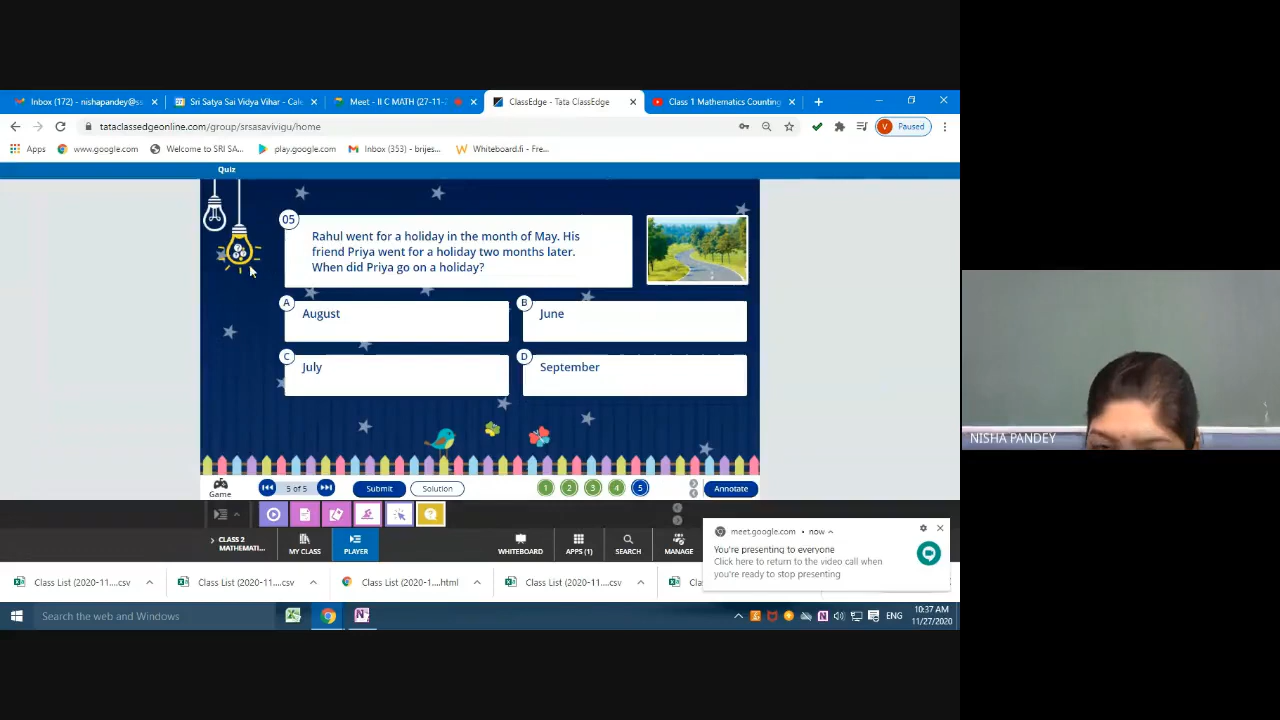 Inbox (172) - nishapandey@ss
Sri Satya Sai Vidya Vihar - Cale
Meet - II C MATH (27-11-
ClassEdge - Tata ClassEdge
Class 1 Mathematics Counting
tataclassedgeonline.com/group/srsasavivigu/home
V
Paused
Apps
www.google.com
Welcome to SRI SA...
play.google.com
Inbox (353) - brijes...
Whiteboard.fi - Fre...
Quiz
05
Rahul went for a holiday in the month of May. His
friend Priya went for a holiday two months later.
When did Priya go on a holiday?
A
August
B
June
C
July
D
September
Game
5 of 5
Submit
Solution
1
2
3
4
5
Annotate
CLASS 2
MATHEMATI...
MY CLASS
PLAYER
WHITEBOARD
APPS (1)
SEARCH
MANAGE
meet.google.com • now
You're presenting to everyone
Click here to return to the video call when
you're ready to stop presenting
Class List (2020-11....csv
Class List (2020-11....csv
Class List (2020-1....html
Class List (2020-11....csv
Cla
Search the web and Windows
ENG
10:37 AM
11/27/2020
NISHA PANDEY